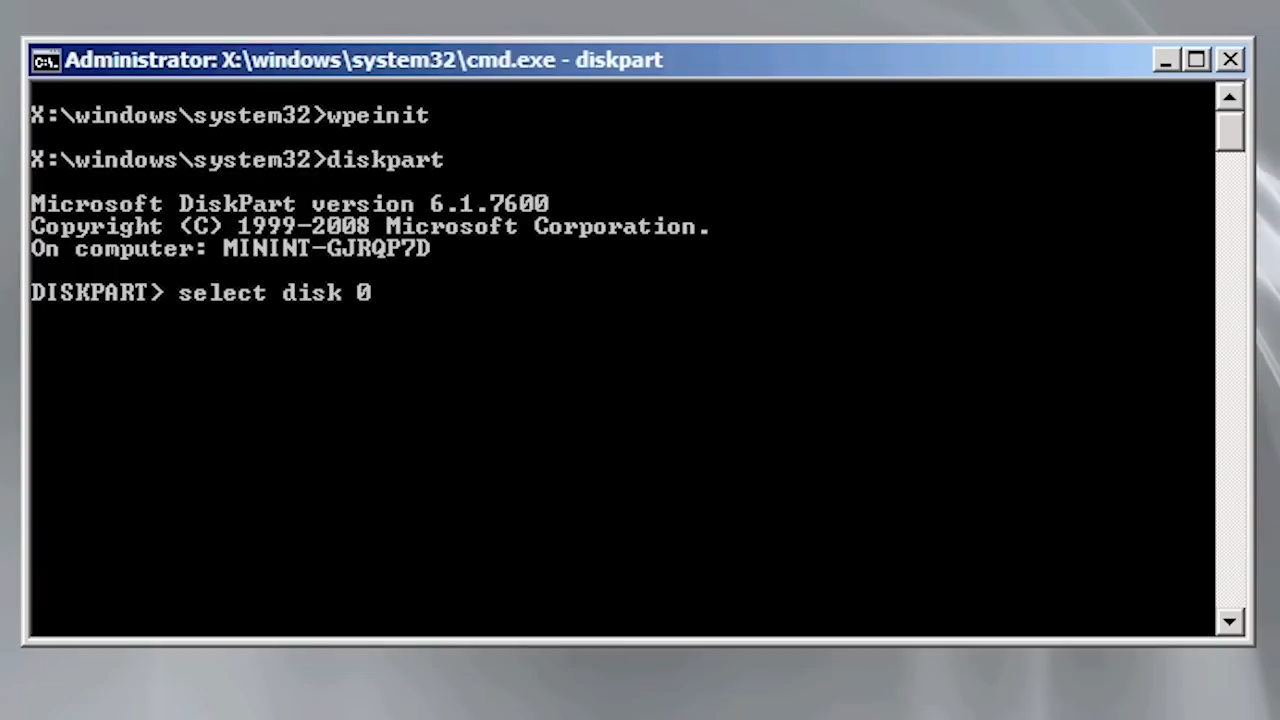 Administrator: X:\windows\system32\cmd.exe - diskpart
X:\windows\system32>wpeinit
X:\windows\system32>diskpart
Microsoft DiskPart version 6.1.7600
Copyright (C) 1999-2008 Microsoft Corporation.
On computer: MININT-GJRQP7D
DISKPART> select disk 0